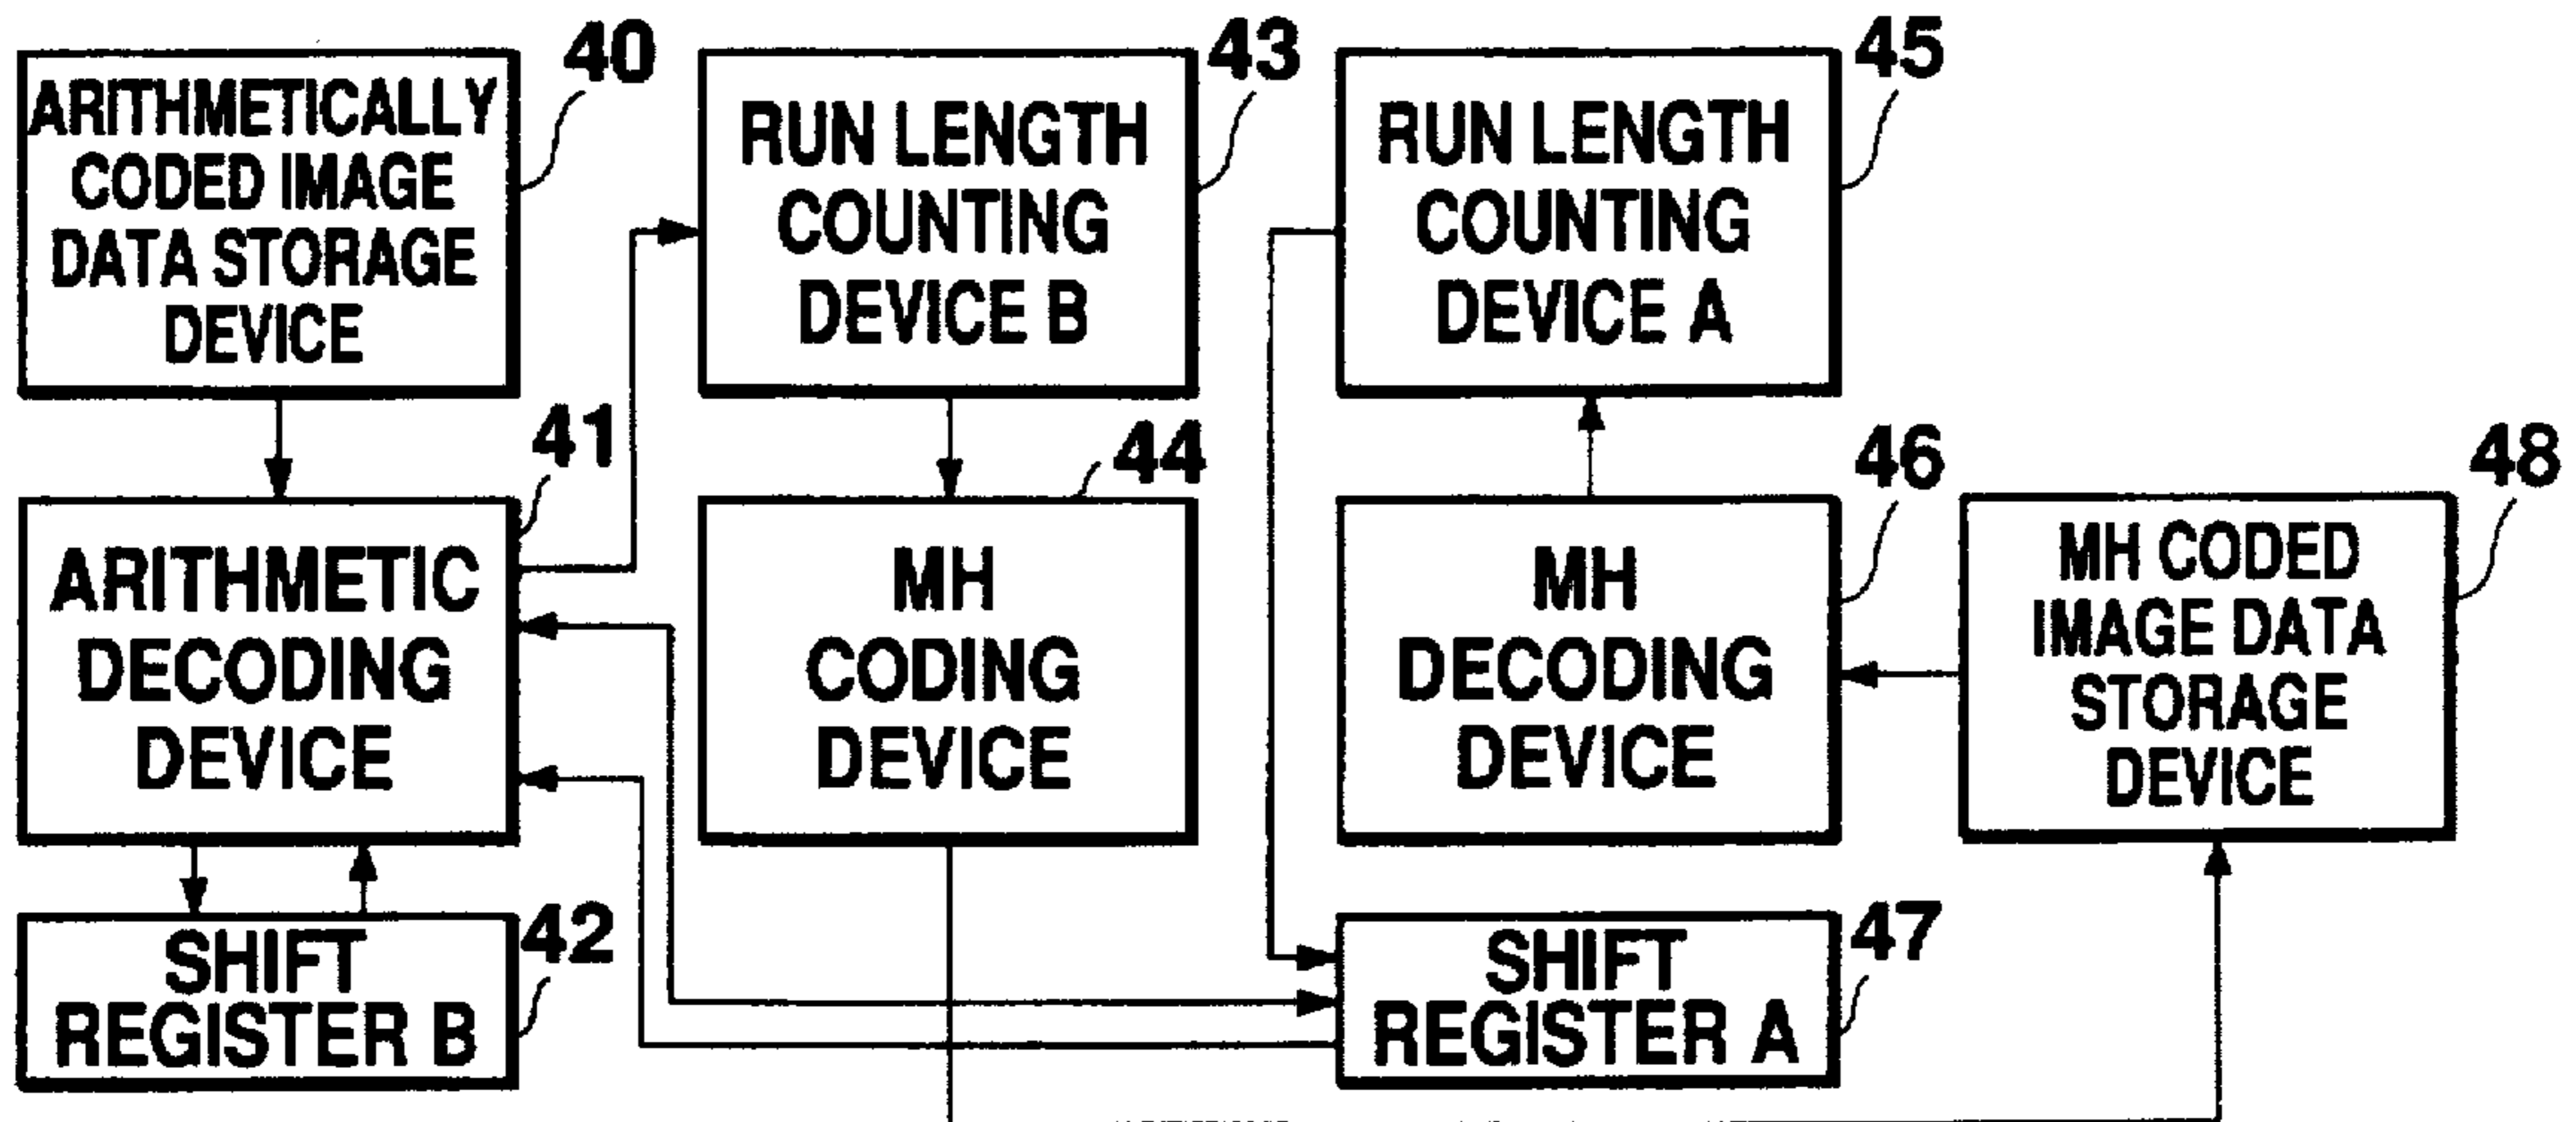 40
ARITHMETICALLY
CODED IMAGE
DATA STORAGE
DEVICE
43
RUN LENGTH
COUNTING
DEVICE B
45
RUN LENGTH
COUNTING
DEVICE A
41
ARITHMETIC
DECODING
DEVICE
44
MH
CODING
DEVICE
46
MH
DECODING
DEVICE
48
MH CODED
IMAGE DATA
STORAGE
DEVICE
42
SHIFT
REGISTER B
47
SHIFT
REGISTER A